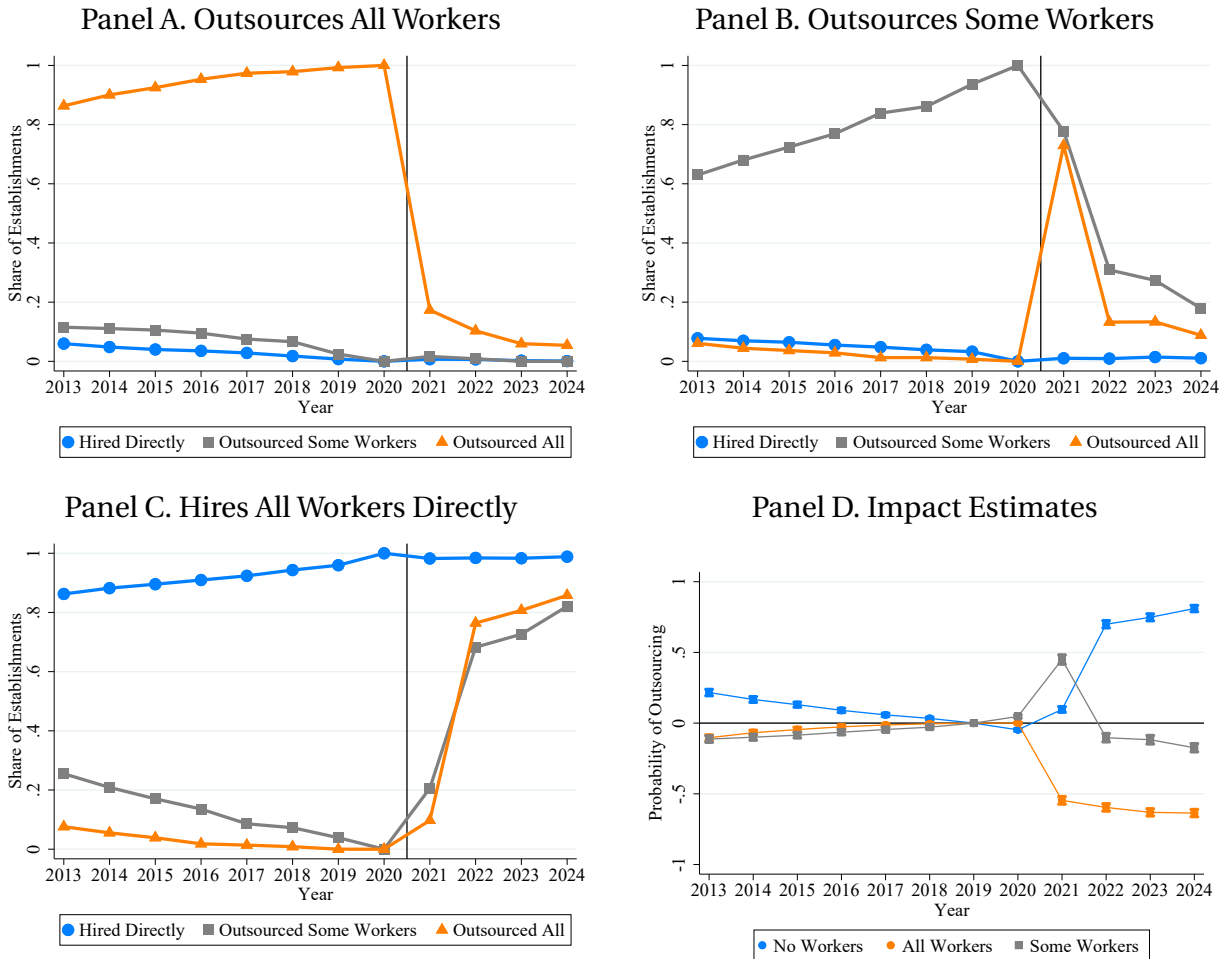 Panel A. Outsources All Workers
Share of Establishments
1
.8
.6
.4
.2
0
2013 2014 2015 2016 2017 2018 2019 2020 2021 2022 2023 2024
Year
Hired Directly Outsourced Some Workers Outsourced All
Panel B. Outsources Some Workers
Share of Establishments
1
.8
.6
.4
.2
0
2013 2014 2015 2016 2017 2018 2019 2020 2021 2022 2023 2024
Year
Hired Directly Outsourced Some Workers Outsourced All
Panel C. Hires All Workers Directly
Share of Establishments
1
.8
.6
.4
.2
0
2013 2014 2015 2016 2017 2018 2019 2020 2021 2022 2023 2024
Year
Hired Directly Outsourced Some Workers Outsourced All
Panel D. Impact Estimates
Probability of Outsourcing
1
.5
0
-.5
-1
2013 2014 2015 2016 2017 2018 2019 2020 2021 2022 2023 2024
Year
No Workers All Workers Some Workers